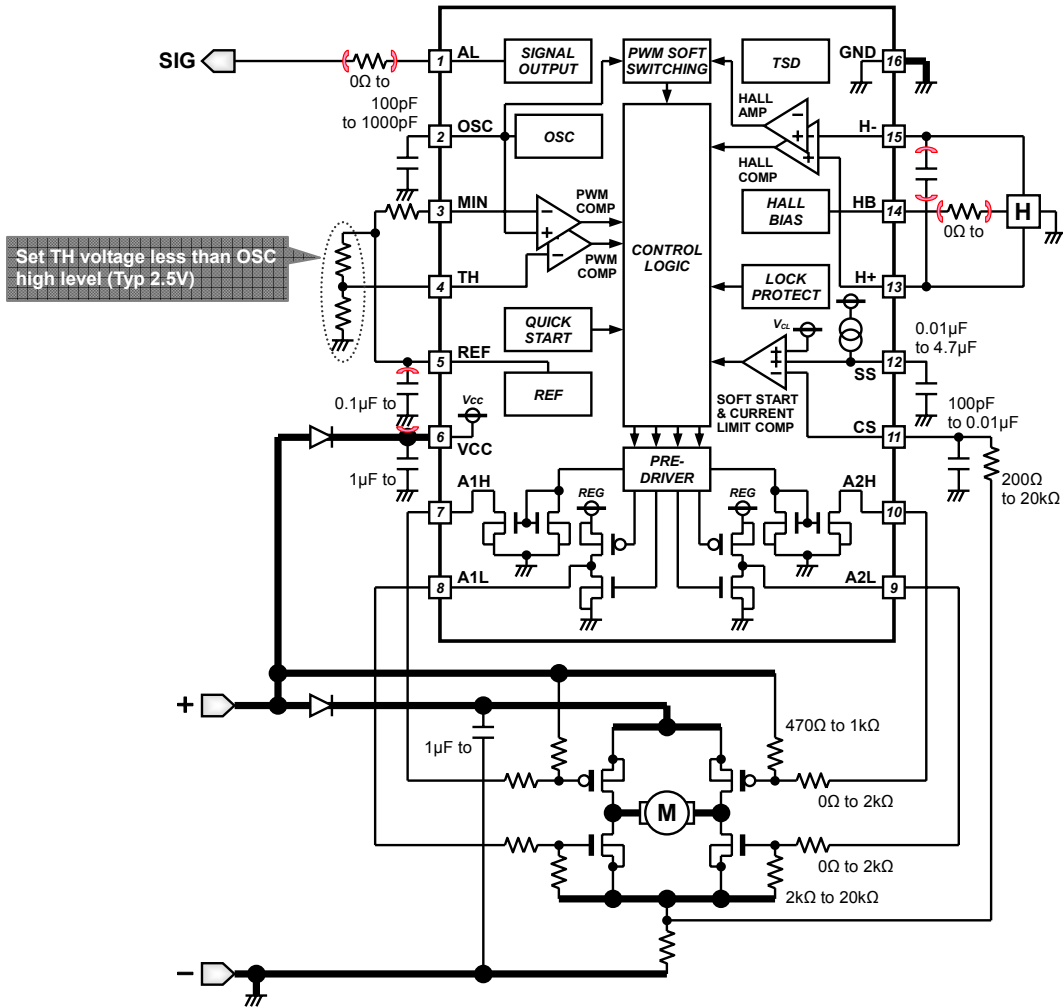 SIG
0Ω to
1
AL
SIGNAL
OUTPUT
PWM SOFT
SWITCHING
TSD
GND
16
100pF
to 1000pF
2
OSC
OSC
HALL
AMP
HALL
COMP
H-
15
3
MIN
PWM
COMP
PWM
COMP
CONTROL
LOGIC
HALL
BIAS
HB
14
0Ω to
H
Set TH voltage less than OSC
high level (Typ 2.5V)
4
TH
LOCK
PROTECT
H+
13
QUICK
START
VCL
0.01µF
to 4.7µF
5
REF
REF
SS
12
0.1µF to
SOFT START
& CURRENT
LIMIT COMP
100pF
to 0.01µF
Vcc
6
VCC
CS
11
1µF to
PRE-
DRIVER
200Ω
to 20kΩ
A1H
7
REG
REG
A2H
10
8
A1L
A2L
9
+
1µF to
470Ω to 1kΩ
0Ω to 2kΩ
M
0Ω to 2kΩ
2kΩ to 20kΩ
−